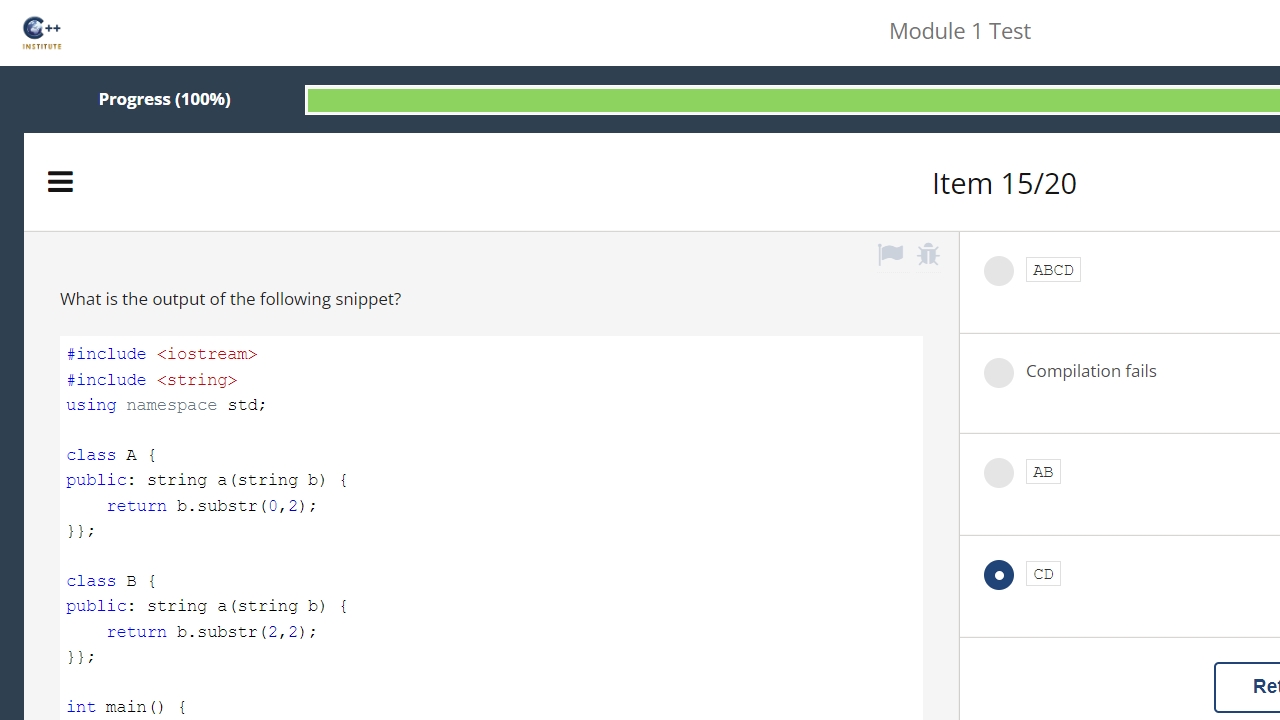 C++
INSTITUTE
Module 1 Test
Progress (100%)
Item 15/20
What is the output of the following snippet?
#include <iostream>
#include <string>
using namespace std;
class A {
public: string a(string b) {
    return b.substr(0,2);
}};
class B {
public: string a(string b) {
    return b.substr(2,2);
}};
int main() {
ABCD
Compilation fails
AB
CD